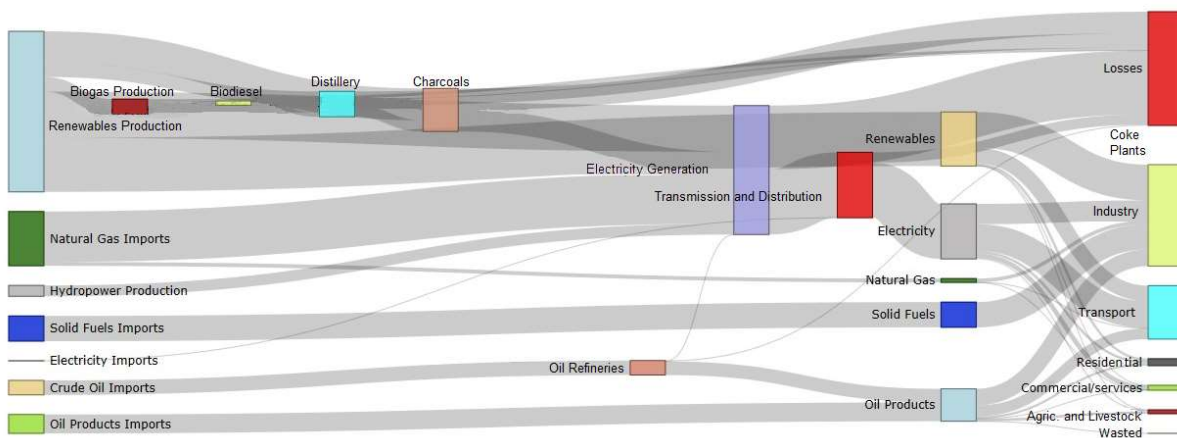 Losses
Distillery
Charcoals
Biogas Production
Biodiesel
Renewables Production
Coke
Plants
Renewables
Electricity Generation
Transmission and Distribution
Industry
Electricity
Natural Gas Imports
Natural Gas
Hydropower Production
Solid Fuels Imports
Solid Fuels
Transport
Electricity Imports
Oil Refineries
Residential
Crude Oil Imports
Commercial/services
Oil Products
Agric. and Livestock
Oil Products Imports
Wasted